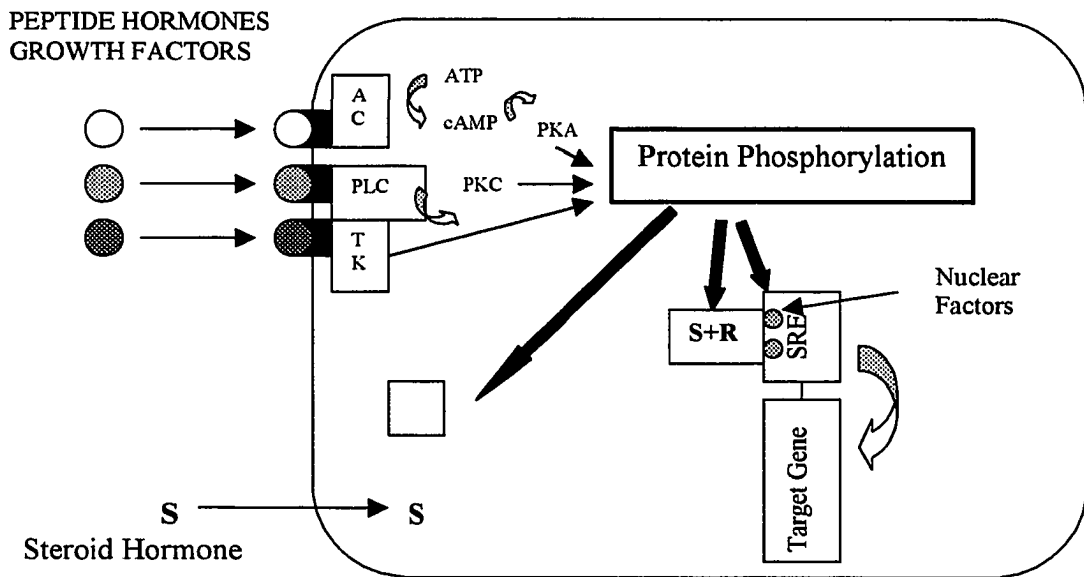 PEPTIDE HORMONES
GROWTH FACTORS
A
C
ATP
cAMP
PKA
PLC
PKC
T
K
Protein Phosphorylation
Nuclear
Factors
S+R
SRE
Target Gene
S
S
Steroid Hormone